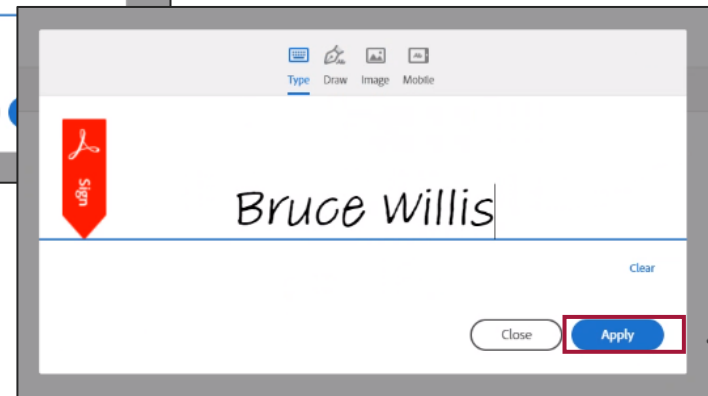 Type Draw Image Mobile
Sign
Bruce Willis
Clear
Close Apply